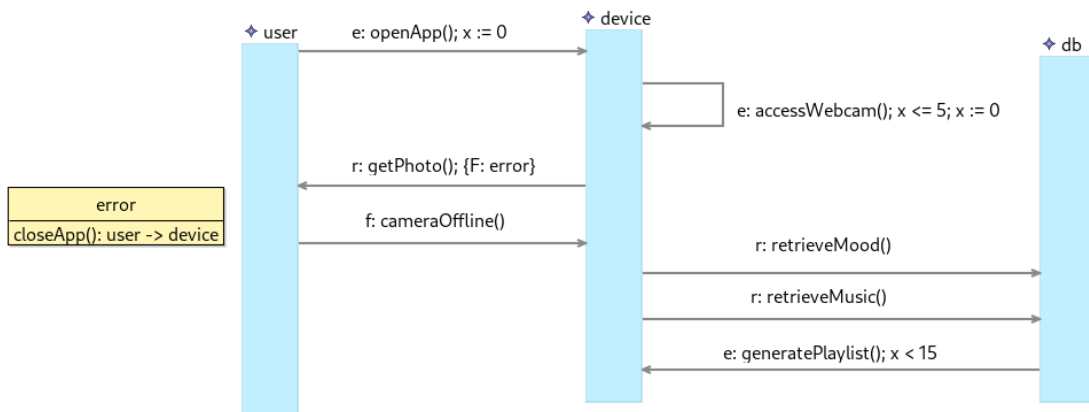 user
device
db
e: openApp(); x := 0
e: accessWebcam(); x <= 5; x := 0
r: getPhoto(); {F: error}
error
closeApp(): user -> device
f: cameraOffline()
r: retrieveMood()
r: retrieveMusic()
e: generatePlaylist(); x < 15